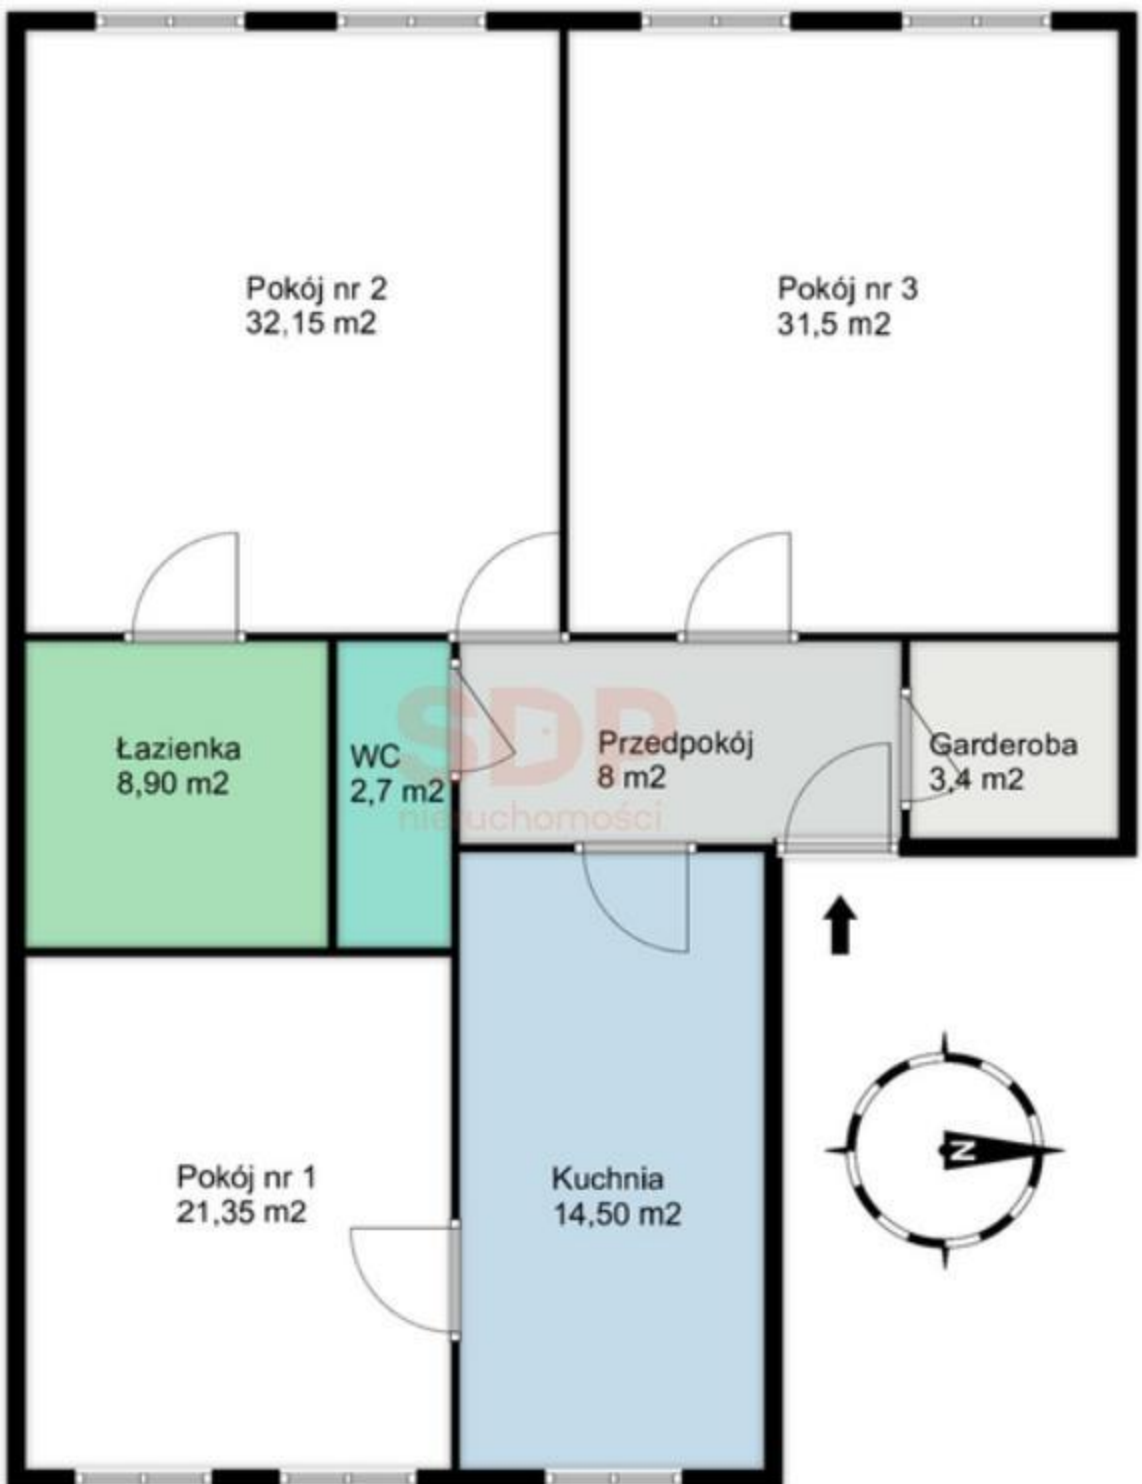 Pokój nr 2
32,15 m2
Pokój nr 3
31,5 m2
Łazienka
8,90 m2
WC
2,7 m2
SDP
nieruchomości
Przedpokój
8 m2
Garderoba
3,4 m2
Pokój nr 1
21,35 m2
Kuchnia
14,50 m2
N